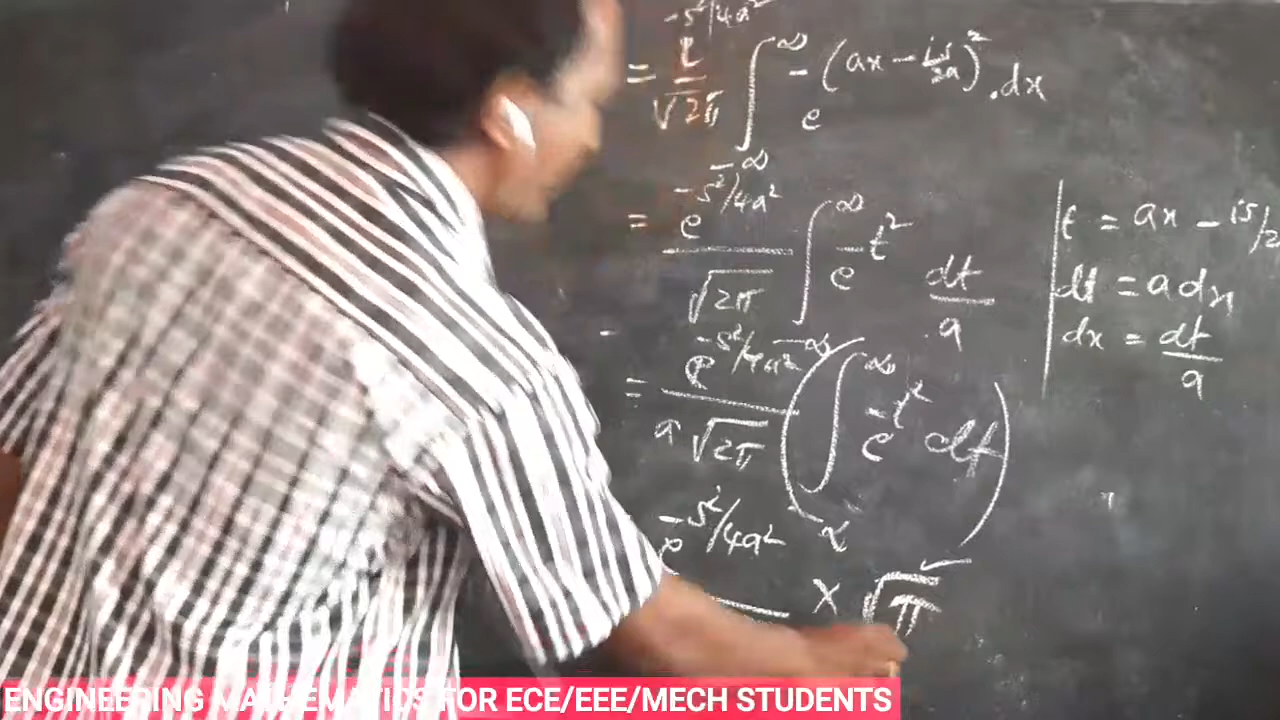 = e^{-s²/4a²}/√2π ∫_{-∞}^{∞} e^{-(ax - is/2a)²} .dx
= e^{-s²/4a²}/√2π ∫_{-∞}^{∞} e^{-t²} dt/a
t = ax - is/2
dt = a dx
dx = dt/a
= e^{-s²/4a²}/a√2π (∫_{-∞}^{∞} e^{-t²} dt)
e^{-s²/4a²} × √π
ENGINEERING MATHEMATICS FOR ECE/EEE/MECH STUDENTS